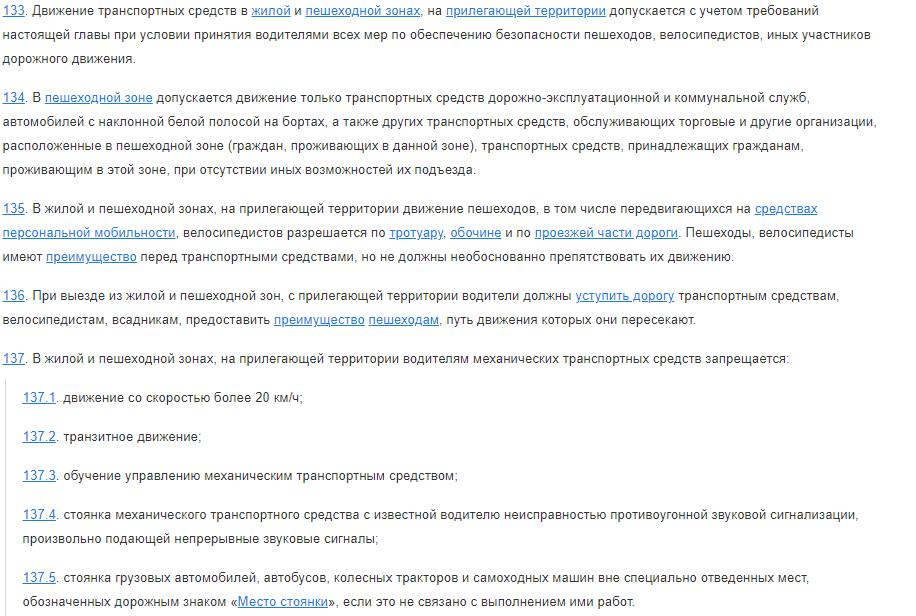 133. Движение транспортных средств в жилой и пешеходной зонах, на прилегающей территории допускается с учетом требований
настоящей главы при условии принятия водителями всех мер по обеспечению безопасности пешеходов, велосипедистов, иных участников
дорожного движения.
134. В пешеходной зоне допускается движение только транспортных средств дорожно-эксплуатационной и коммунальной служб,
автомобилей с наклонной белой полосой на бортах, а также других транспортных средств, обслуживающих торговые и другие организации,
расположенные в пешеходной зоне (граждан, проживающих в данной зоне), транспортных средств, принадлежащих гражданам,
проживающим в этой зоне, при отсутствии иных возможностей их подъезда.
135. В жилой и пешеходной зонах, на прилегающей территории движение пешеходов, в том числе передвигающихся на средствах
персональной мобильности, велосипедистов разрешается по тротуару, обочине и по проезжей части дороги. Пешеходы, велосипедисты
имеют преимущество перед транспортными средствами, но не должны необоснованно препятствовать их движению.
136. При выезде из жилой и пешеходной зон, с прилегающей территории водители должны уступить дорогу транспортным средствам,
велосипедистам, всадникам, предоставить преимущество пешеходам, путь движения которых они пересекают.
137. В жилой и пешеходной зонах, на прилегающей территории водителям механических транспортных средств запрещается:
137.1. движение со скоростью более 20 км/ч;
137.2. транзитное движение;
137.3. обучение управлению механическим транспортным средством;
137.4. стоянка механического транспортного средства с известной водителю неисправностью противоугонной звуковой сигнализации,
произвольно подающей непрерывные звуковые сигналы;
137.5. стоянка грузовых автомобилей, автобусов, колесных тракторов и самоходных машин вне специально отведенных мест,
обозначенных дорожным знаком «Место стоянки», если это не связано с выполнением ими работ.